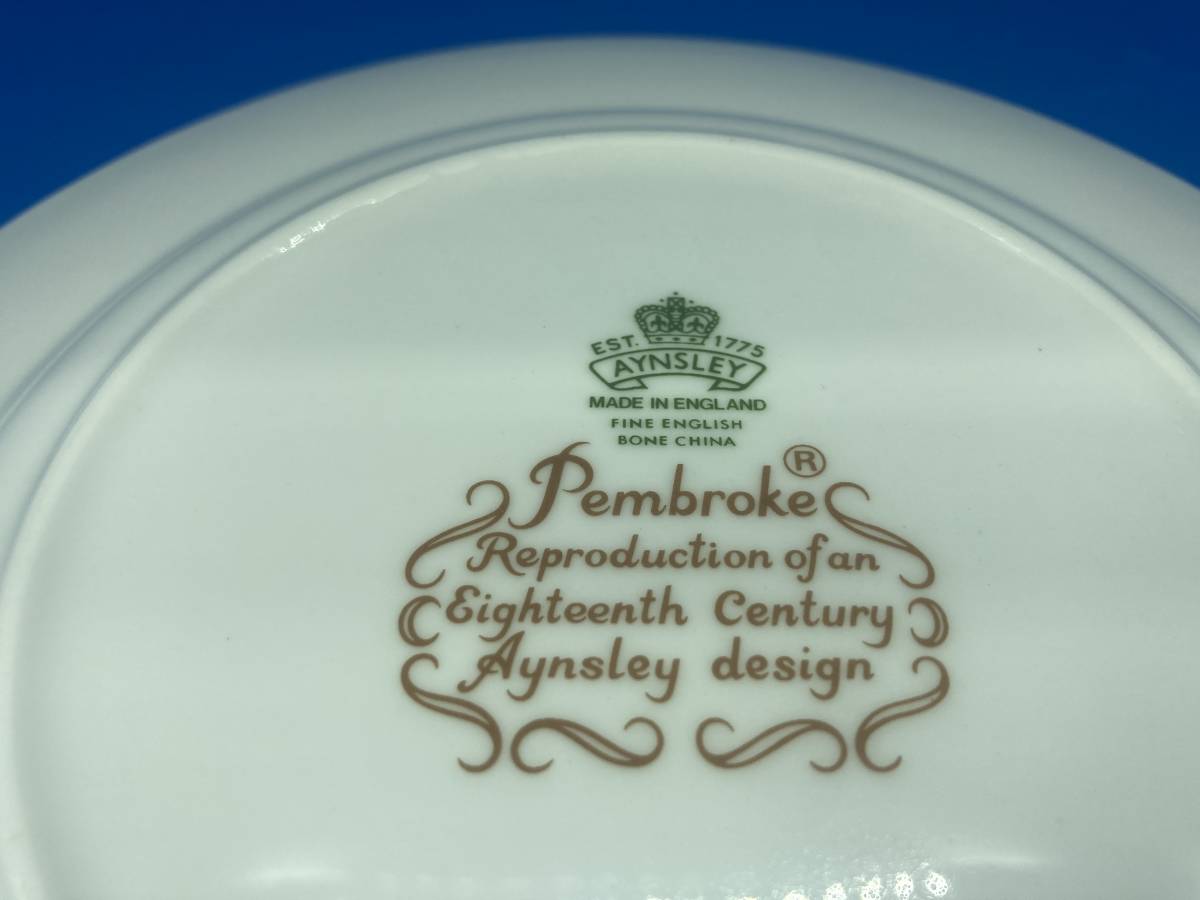 EST. 1775
AYNSLEY
MADE IN ENGLAND
FINE ENGLISH
BONE CHINA
Pembroke®
Reproduction of an
Eighteenth Century
Aynsley design